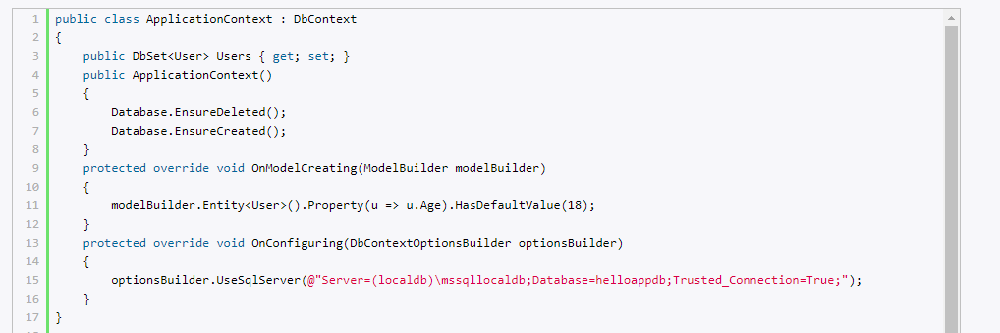 1 public class ApplicationContext : DbContext
2 {
3     public DbSet<User> Users { get; set; }
4     public ApplicationContext()
5     {
6         Database.EnsureDeleted();
7         Database.EnsureCreated();
8     }
9     protected override void OnModelCreating(ModelBuilder modelBuilder)
10     {
11         modelBuilder.Entity<User>().Property(u => u.Age).HasDefaultValue(18);
12     }
13     protected override void OnConfiguring(DbContextOptionsBuilder optionsBuilder)
14     {
15         optionsBuilder.UseSqlServer(@"Server=(localdb)\mssqllocaldb;Database=helloappdb;Trusted_Connection=True;");
16     }
17 }